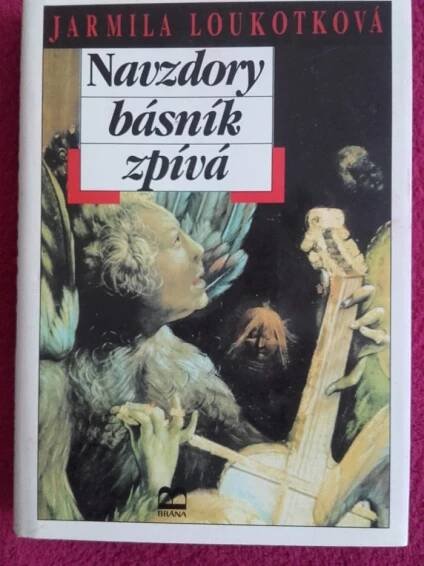 JARMILA LOUKOTKOVÁ
Navzdory
básník
zpívá
BRÁNA